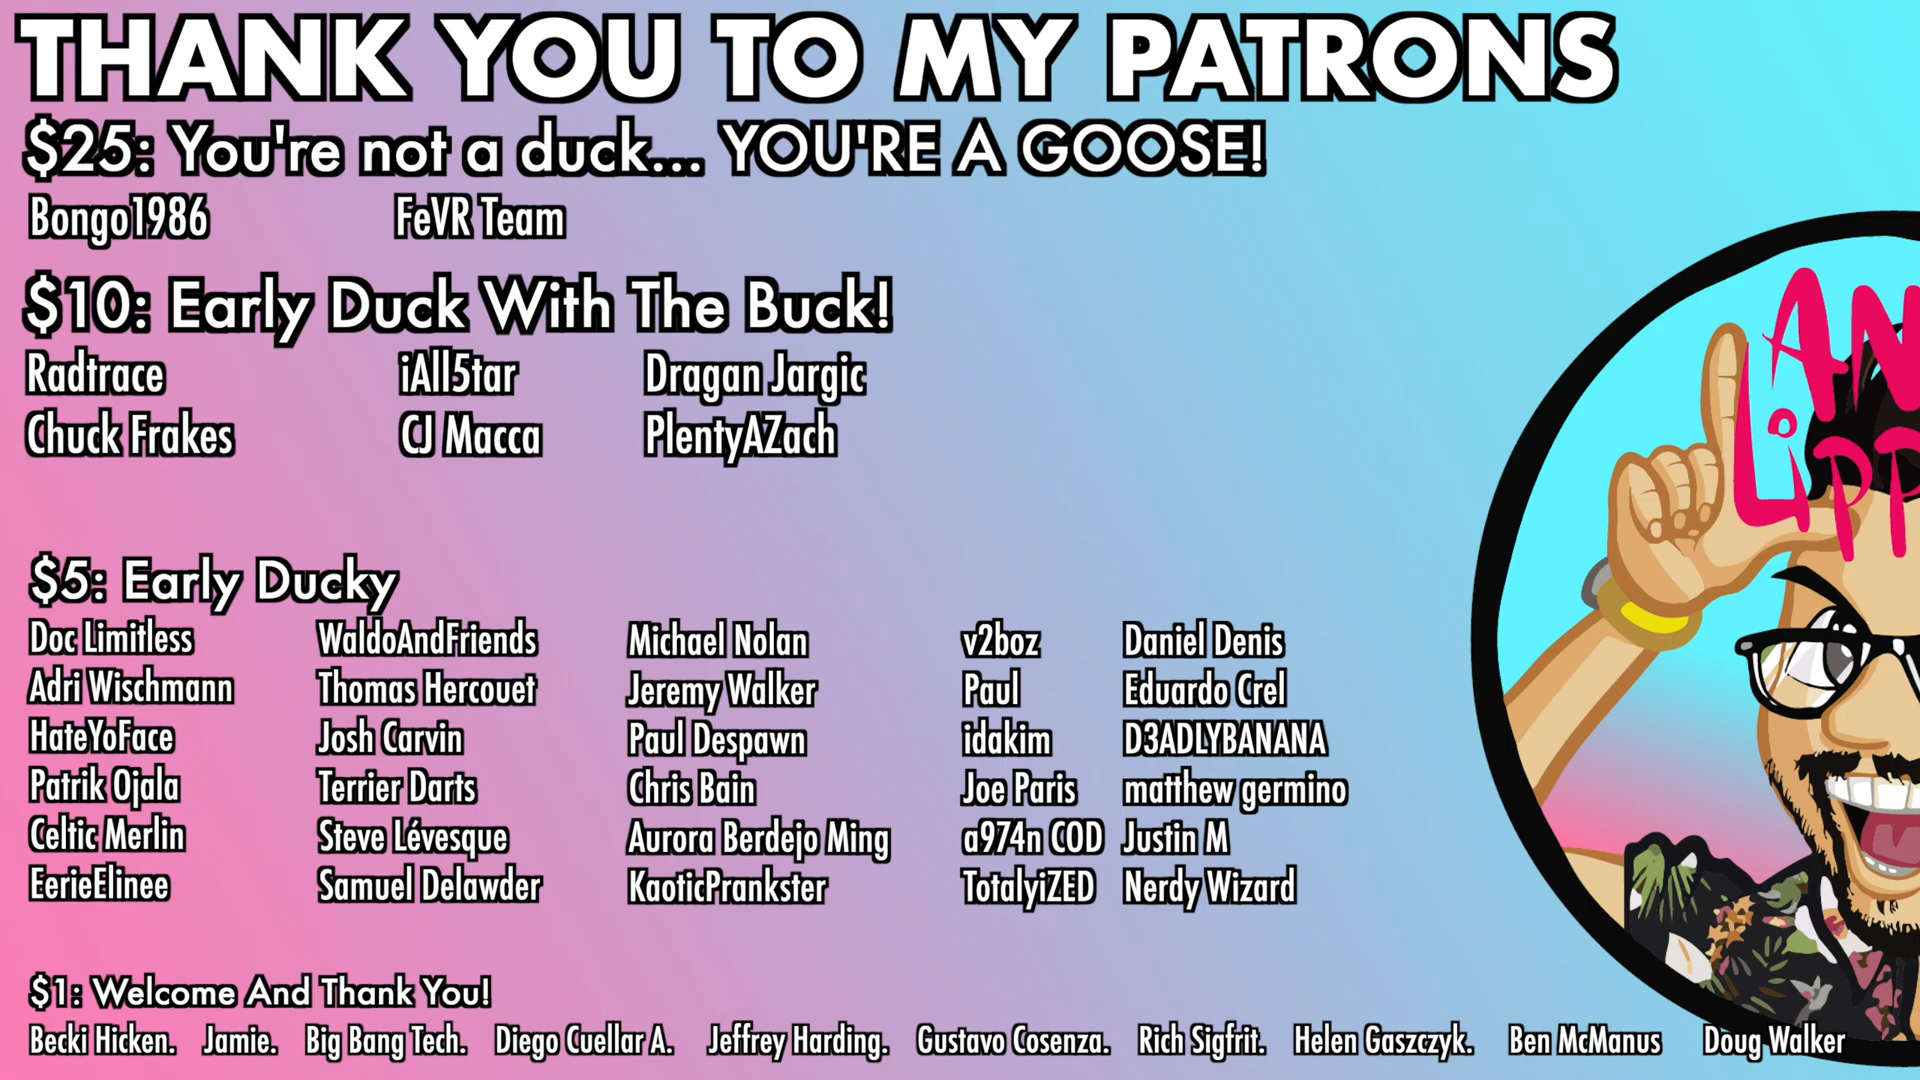 THANK YOU TO MY PATRONS
$25: You're not a duck... YOU'RE A GOOSE!
Bongo1986 FeVR Team
$10: Early Duck With The Buck!
Radtrace iAll5tar Dragan Jargic
Chuck Frakes CJ Macca PlentyAZach
$5: Early Ducky
Doc Limitless WaldoAndFriends Michael Nolan v2boz Daniel Denis
Adri Wischmann Thomas Hercouet Jeremy Walker Paul Eduardo Crel
HateYoFace Josh Carvin Paul Despawn idakim D3ADLYBANANA
Patrik Ojala Terrier Darts Chris Bain Joe Paris matthew germino
Celtic Merlin Steve Lévesque Aurora Berdejo Ming a974n COD Justin M
EerieElinee Samuel Delawder KaoticPrankster TotalyiZED Nerdy Wizard
$1: Welcome And Thank You!
Becki Hicken. Jamie. Big Bang Tech. Diego Cuellar A. Jeffrey Harding. Gustavo Cosenza. Rich Sigfrit. Helen Gaszczyk. Ben McManus Doug Walker